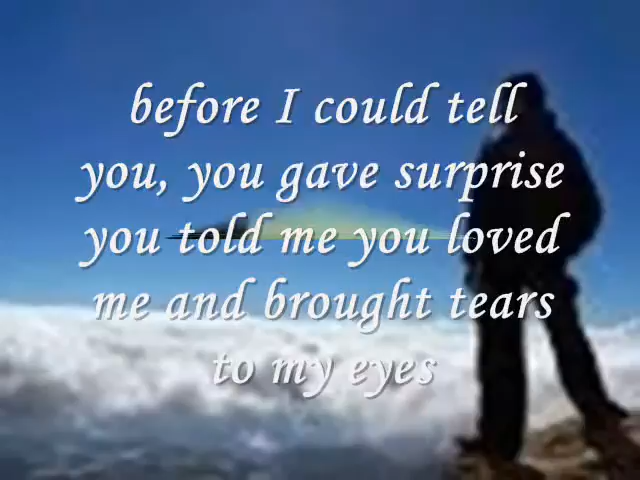 before I could tell
you, you gave surprise
you told me you loved
me and brought tears
to my eyes